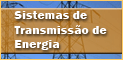 Sistemas de
Transmissão de
Energia